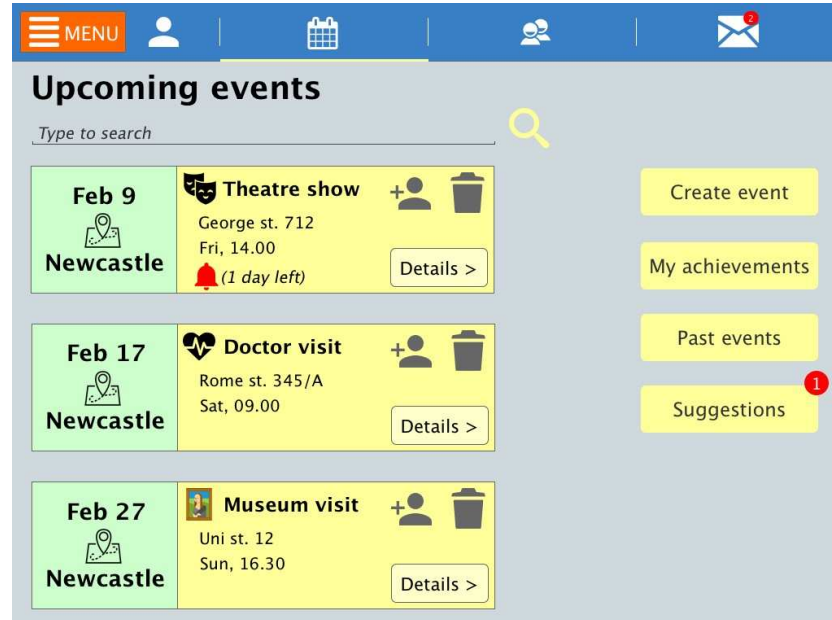 MENU
2
Upcoming events
Type to search
Feb 9
Newcastle
Theatre show
George st. 712
Fri, 14.00
(1 day left)
Details >
Feb 17
Newcastle
Doctor visit
Rome st. 345/A
Sat, 09.00
Details >
Feb 27
Newcastle
Museum visit
Uni st. 12
Sun, 16.30
Details >
Create event
My achievements
Past events
1
Suggestions